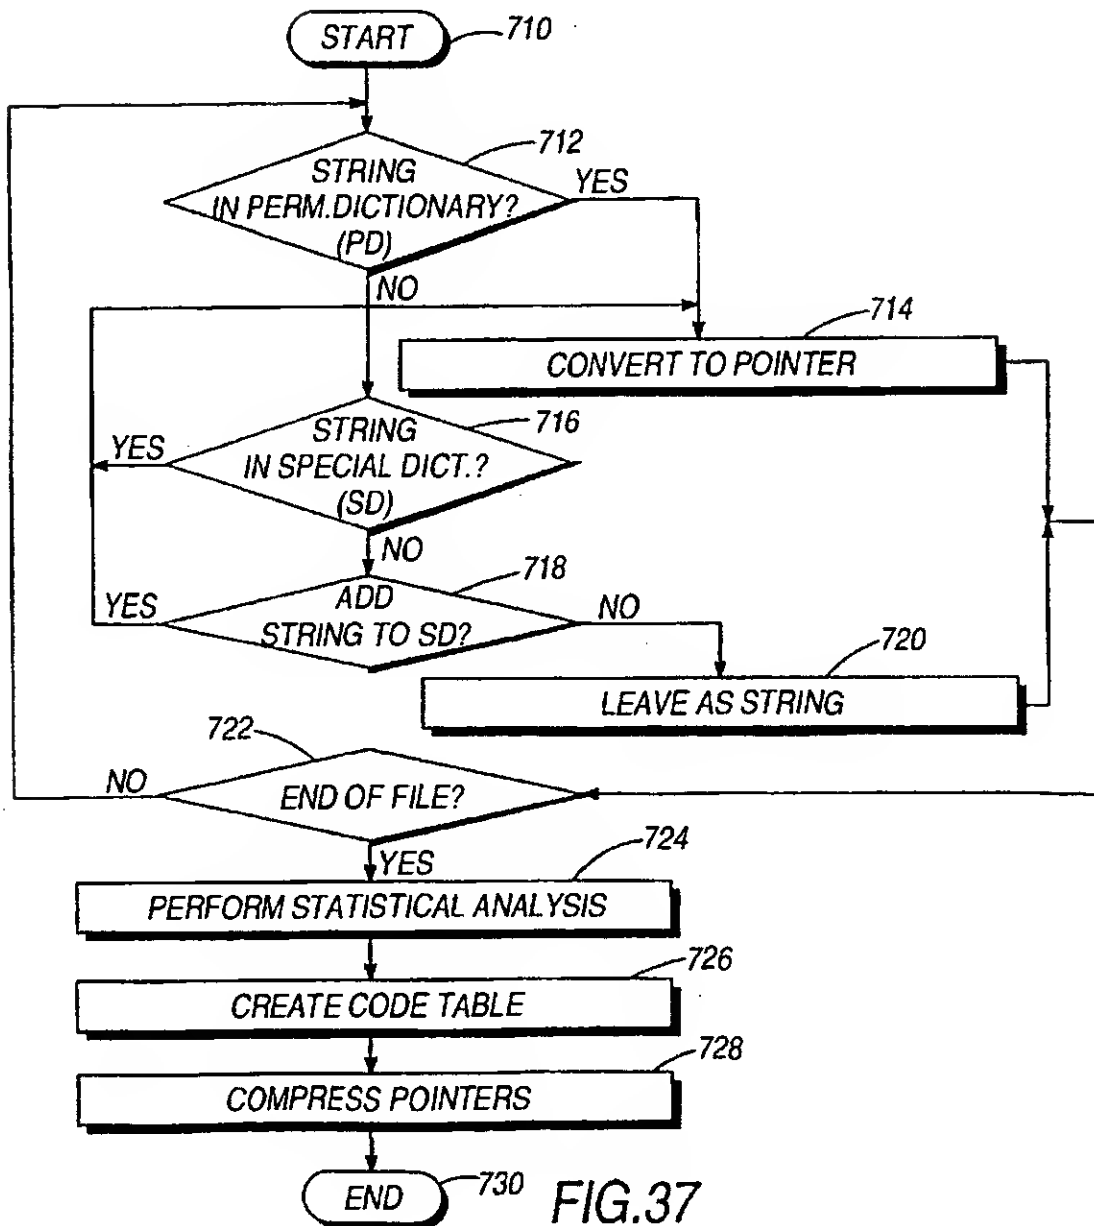 START
710
712
STRING
IN PERM.DICTIONARY?
(PD)
YES
NO
714
CONVERT TO POINTER
716
STRING
IN SPECIAL DICT.?
(SD)
YES
NO
718
ADD
STRING TO SD?
YES
NO
720
LEAVE AS STRING
722
NO
END OF FILE?
YES
724
PERFORM STATISTICAL ANALYSIS
726
CREATE CODE TABLE
728
COMPRESS POINTERS
END
730
FIG.37